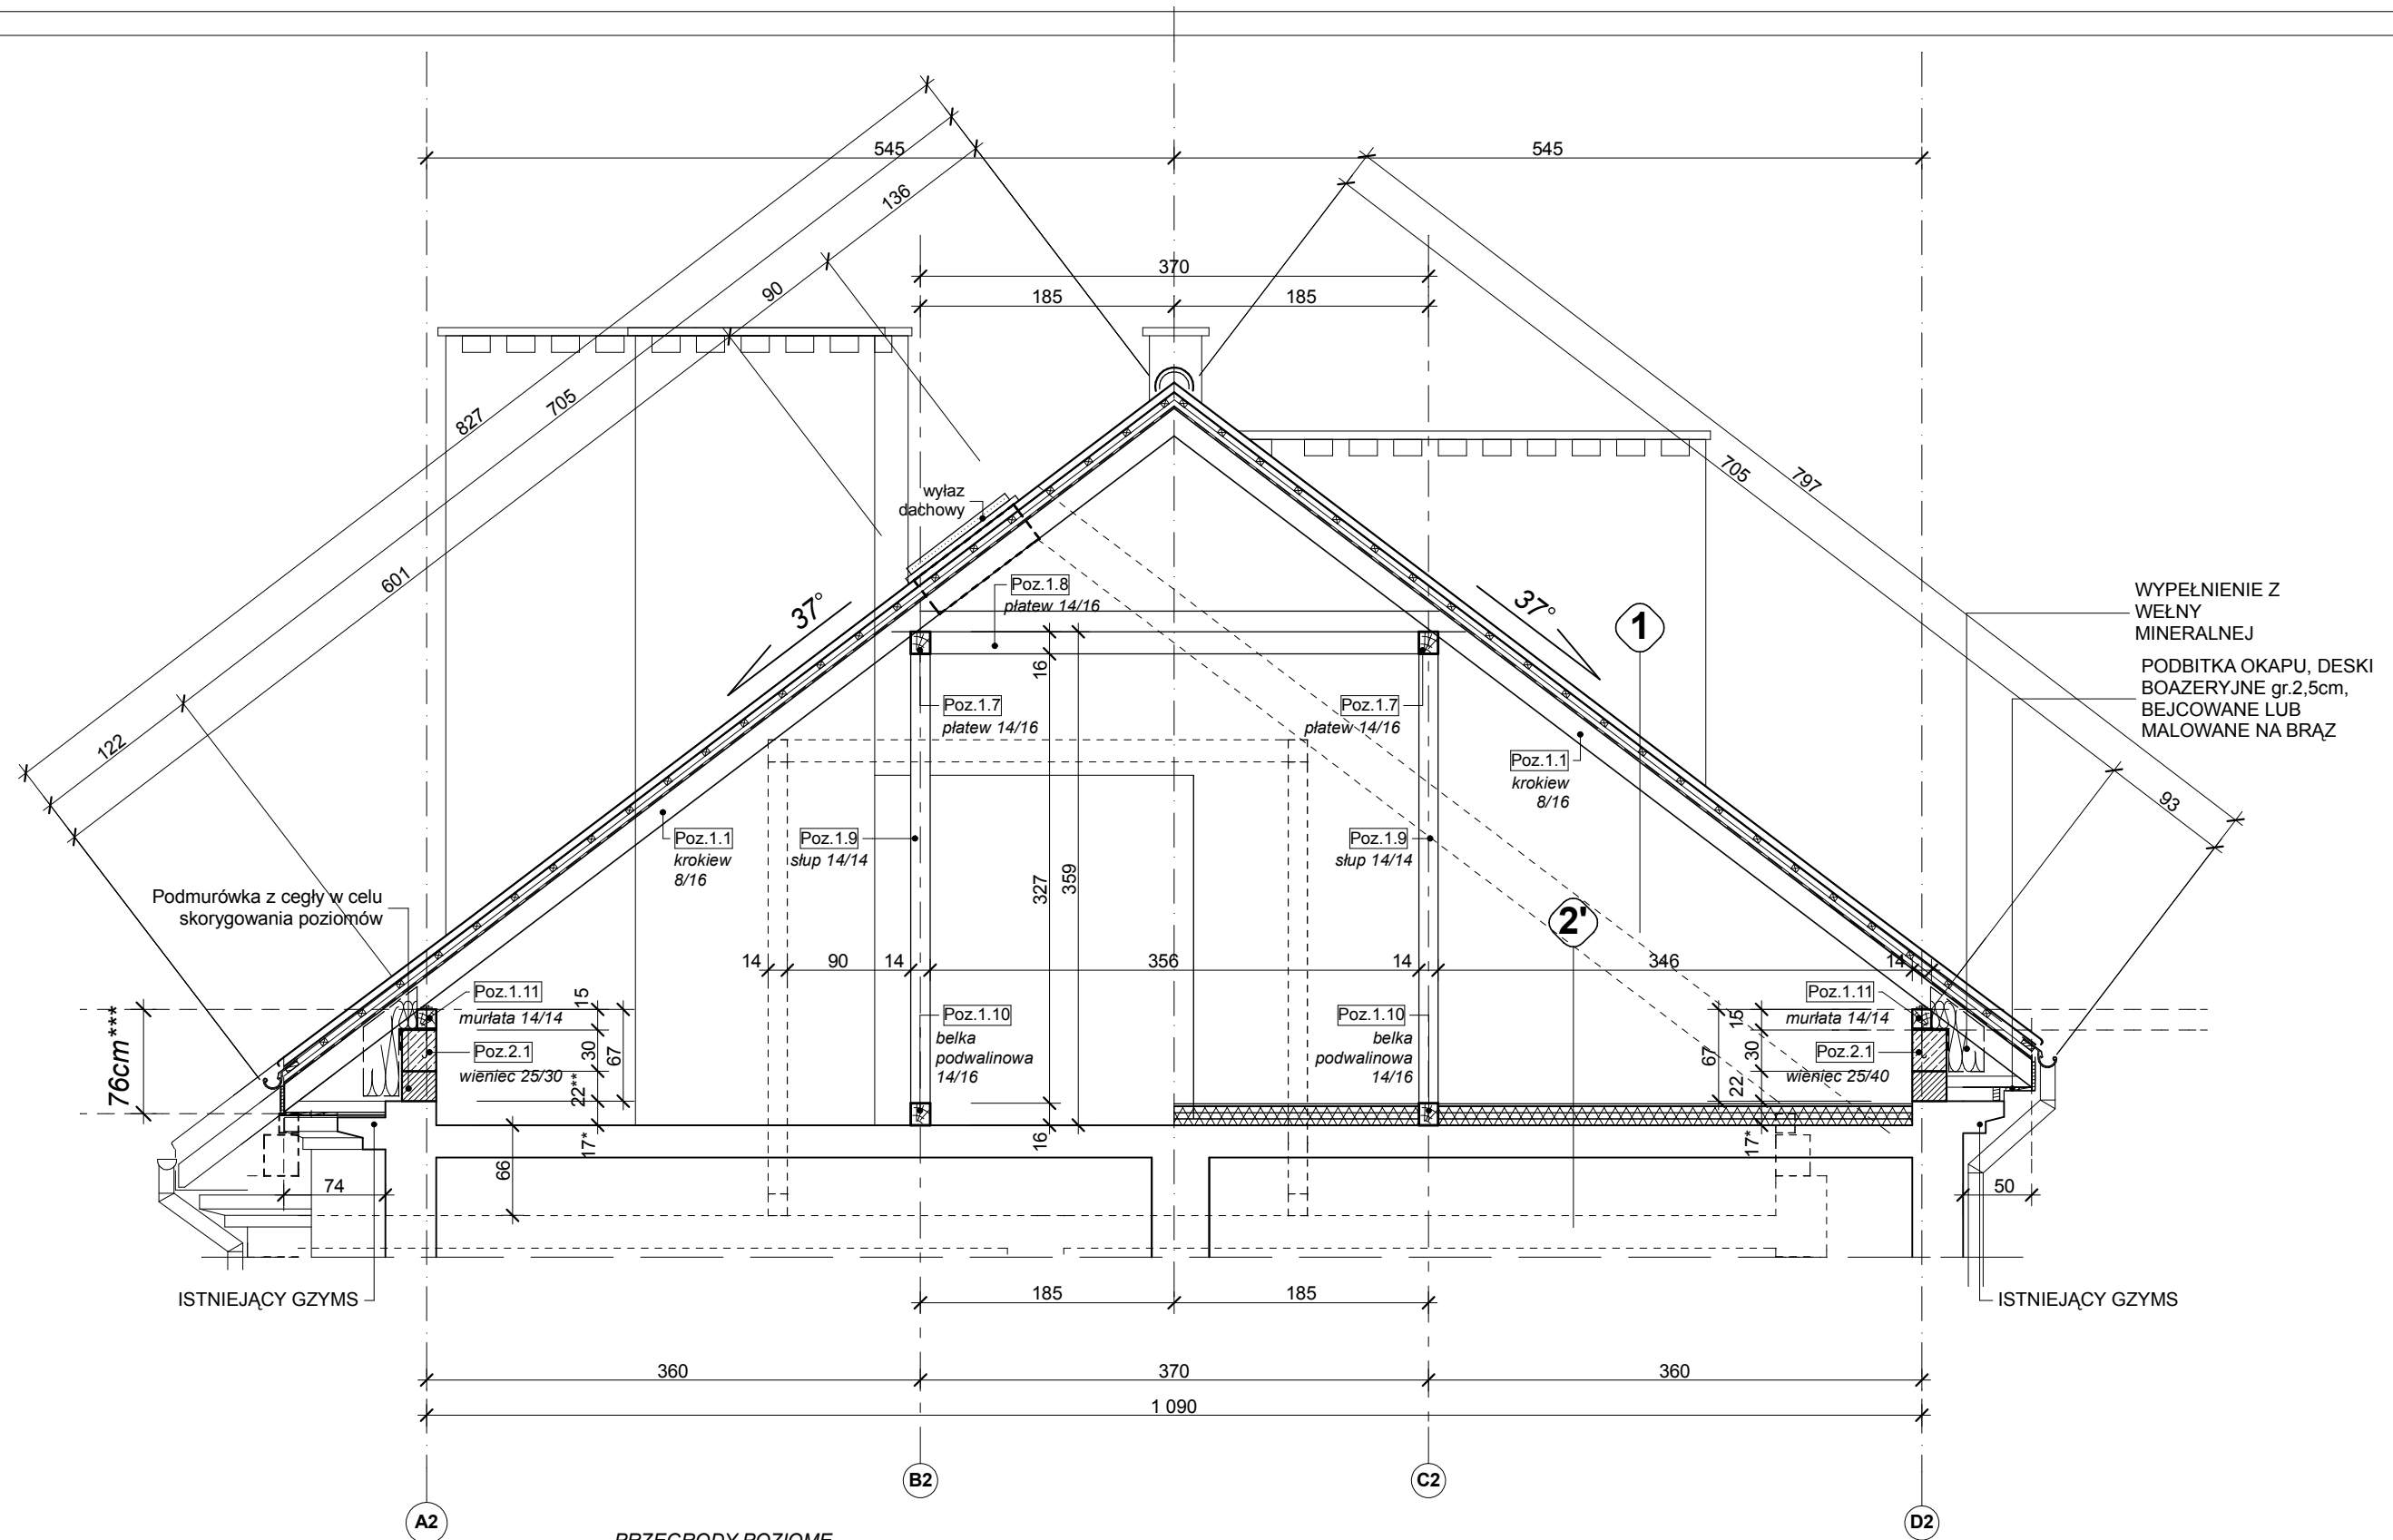 545
545
136
370
90
185
185
827
705
705
797
wyłaz
dachowy
601
37°
37°
Poz.1.8
płatew 14/16
1
WYPEŁNIENIE Z
WEŁNY
MINERALNEJ
16
PODBITKA OKAPU, DESKI
BOAZERYJNE gr.2,5cm,
BEJCOWANE LUB
MALOWANE NA BRĄZ
Poz.1.7
płatew 14/16
Poz.1.7
płatew 14/16
122
Poz.1.1
krokiew
8/16
93
Poz.1.1
krokiew
8/16
Poz.1.9
słup 14/14
Poz.1.9
słup 14/14
327
359
Podmurówka z cegły w celu
skorygowania poziomów
2'
14
90
14
356
14
346
14
76cm***
Poz.1.11
murłata 14/14
15
30
67
22**
17*
Poz.2.1
wieniec 25/30
Poz.1.10
belka
podwalinowa
14/16
Poz.1.10
belka
podwalinowa
14/16
Poz.1.11
murłata 14/14
15
30
67
22
17*
Poz.2.1
wieniec 25/40
66
16
74
50
ISTNIEJĄCY GZYMS
185
185
ISTNIEJĄCY GZYMS
360
370
360
1 090
B2
C2
A2
D2
PRZEGRODY POZIOME